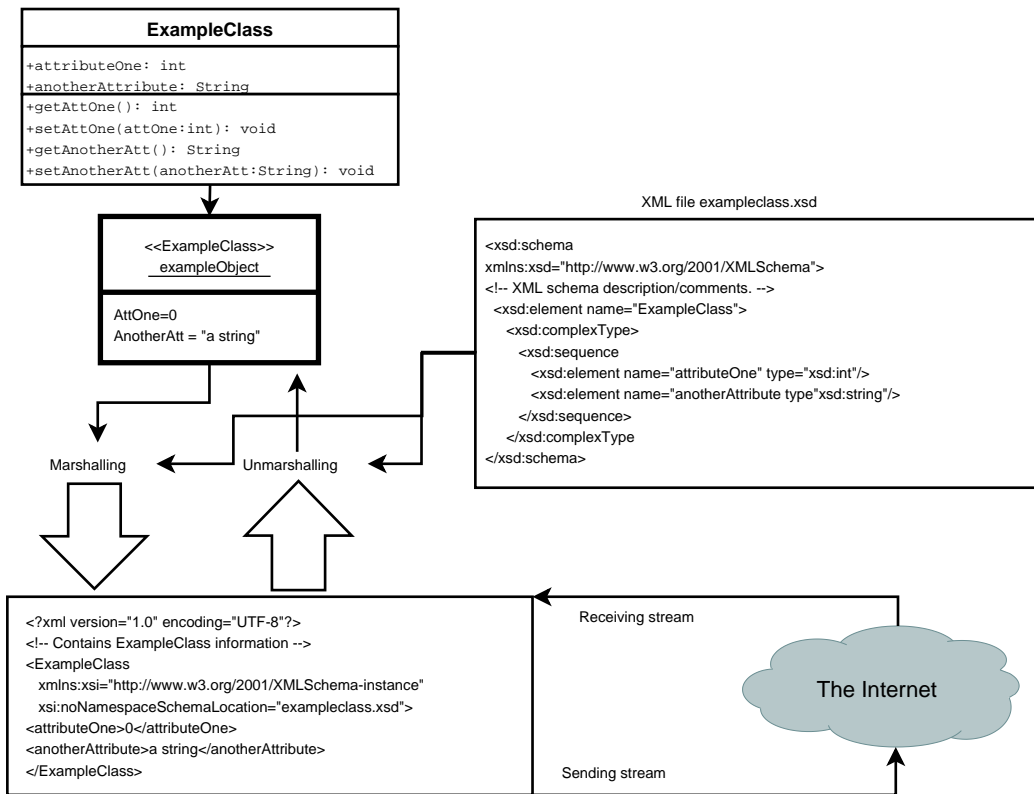 ExampleClass
+attributeOne: int
+anotherAttribute: String
+getAttOne(): int
+setAttOne(attOne:int): void
+getAnotherAtt(): String
+setAnotherAtt(anotherAtt:String): void
<<ExampleClass>>
exampleObject
AttOne=0
AnotherAtt = "a string"
XML file exampleclass.xsd
<xsd:schema
xmlns:xsd="http://www.w3.org/2001/XMLSchema">
<!-- XML schema description/comments. -->
<xsd:element name="ExampleClass">
<xsd:complexType>
<xsd:sequence
<xsd:element name="attributeOne" type="xsd:int"/>
<xsd:element name="anotherAttribute type"xsd:string"/>
</xsd:sequence>
</xsd:complexType
</xsd:schema>
Marshalling
Unmarshalling
<?xml version="1.0" encoding="UTF-8"?>
<!-- Contains ExampleClass information -->
<ExampleClass
xmlns:xsi="http://www.w3.org/2001/XMLSchema-instance"
xsi:noNamespaceSchemaLocation="exampleclass.xsd">
<attributeOne>0</attributeOne>
<anotherAttribute>a string</anotherAttribute>
</ExampleClass>
Receiving stream
The Internet
Sending stream